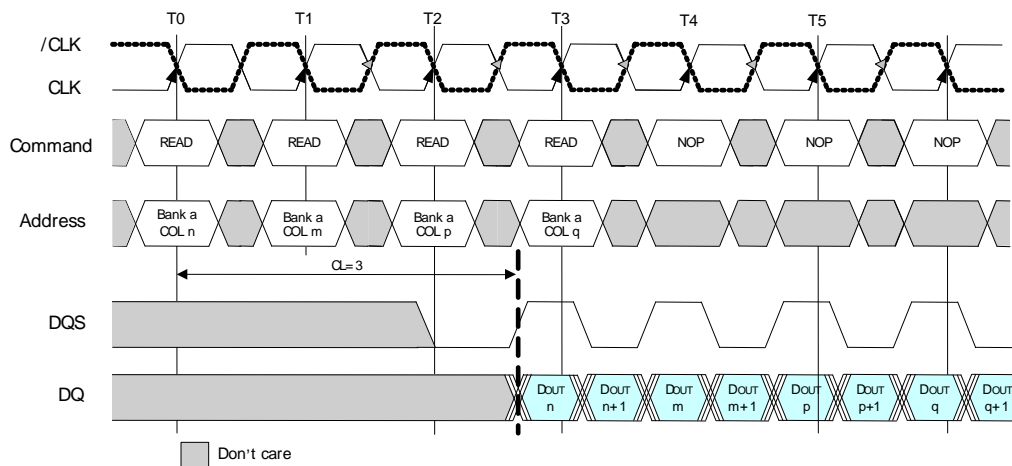 T0 T1 T2 T3 T4 T5
/CLK
CLK
Command READ READ READ READ NOP NOP NOP
Address Bank a COL n Bank a COL m Bank a COL p Bank a COL q
CL=3
DQS
DQ DOUT n DOUT n+1 DOUT m DOUT m+1 DOUT p DOUT p+1 DOUT q DOUT q+1
Don't care